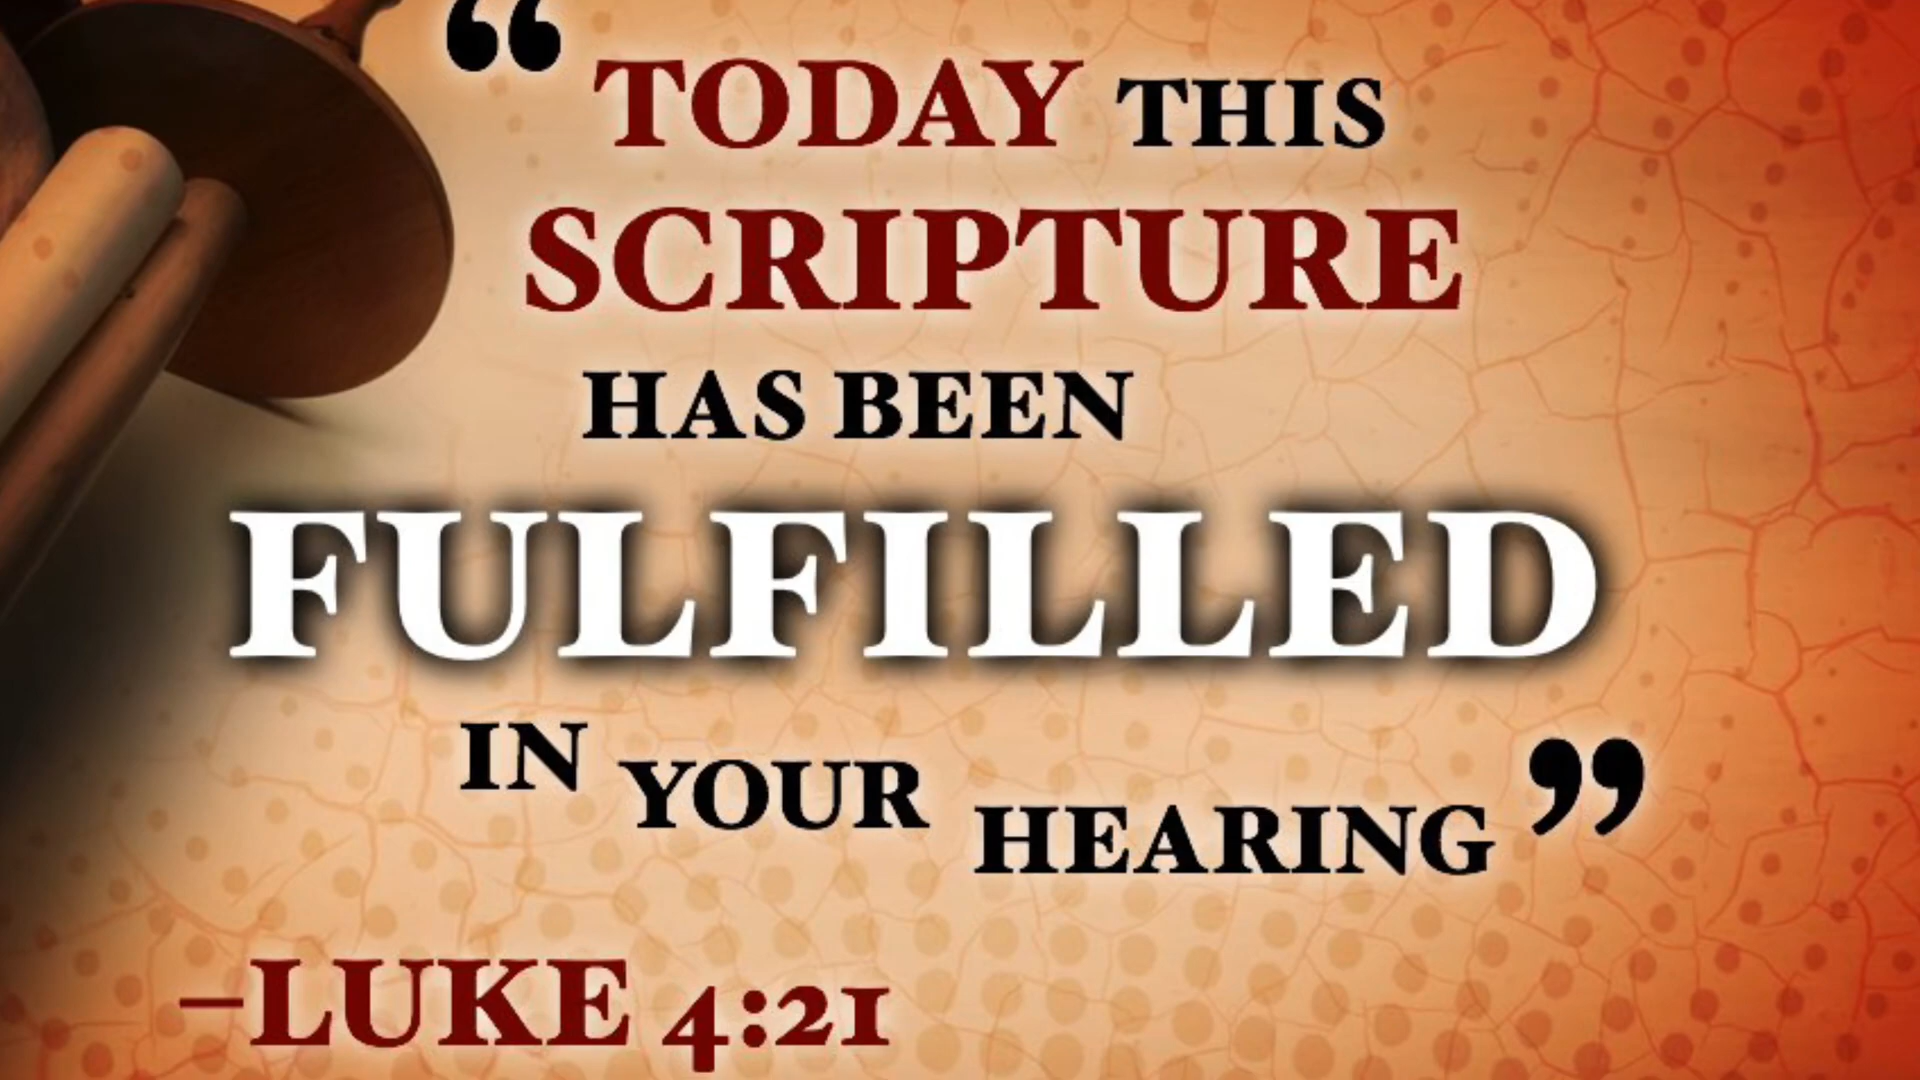 “TODAY THIS
SCRIPTURE
HAS BEEN
FULFILLED
IN YOUR HEARING”
–LUKE 4:21